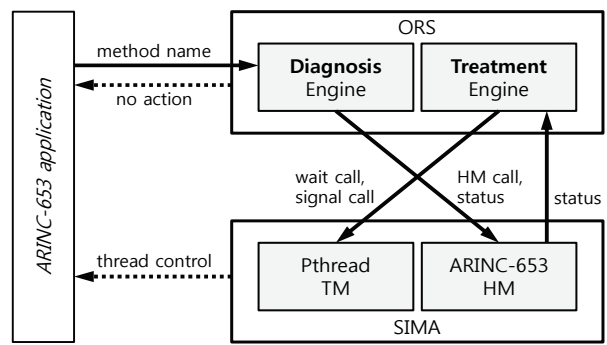 ORS
method name
Diagnosis
Engine
Treatment
Engine
no action
ARINC-653 application
wait call,
signal call
HM call,
status
status
thread control
Pthread
TM
ARINC-653
HM
SIMA